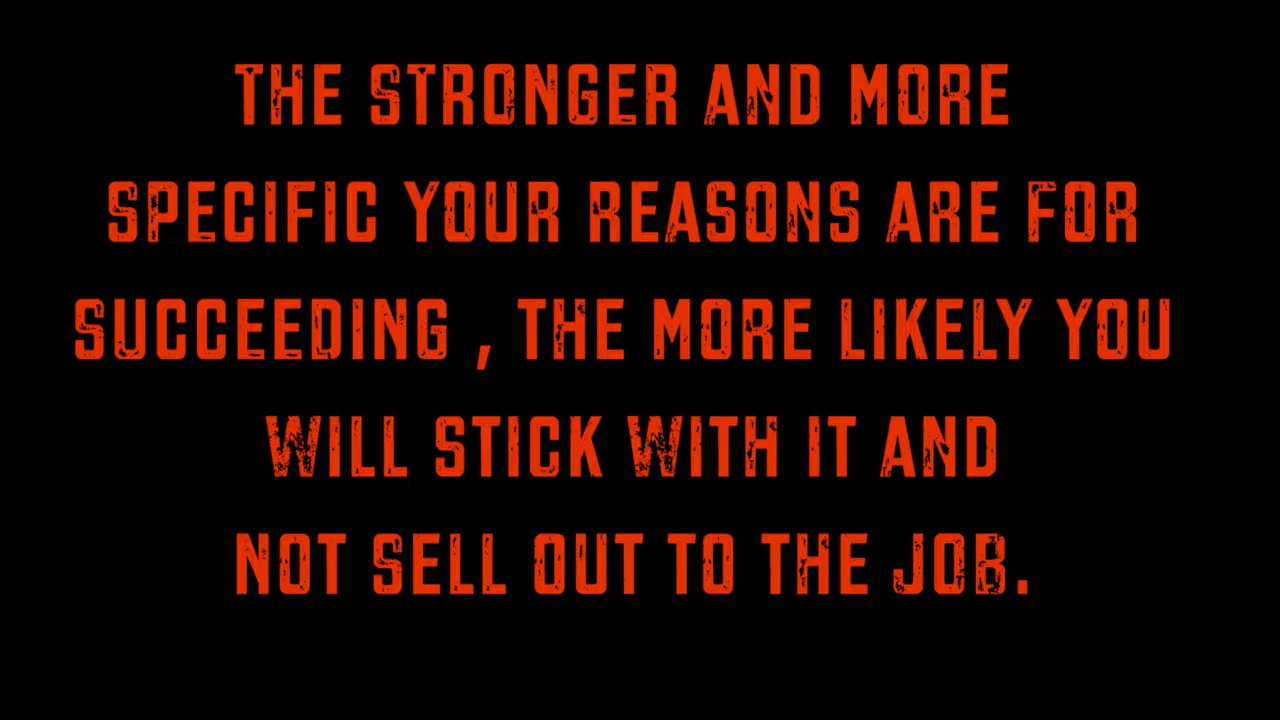 THE STRONGER AND MORE
SPECIFIC YOUR REASONS ARE FOR
SUCCEEDING , THE MORE LIKELY YOU
WILL STICK WITH IT AND
NOT SELL OUT TO THE JOB.